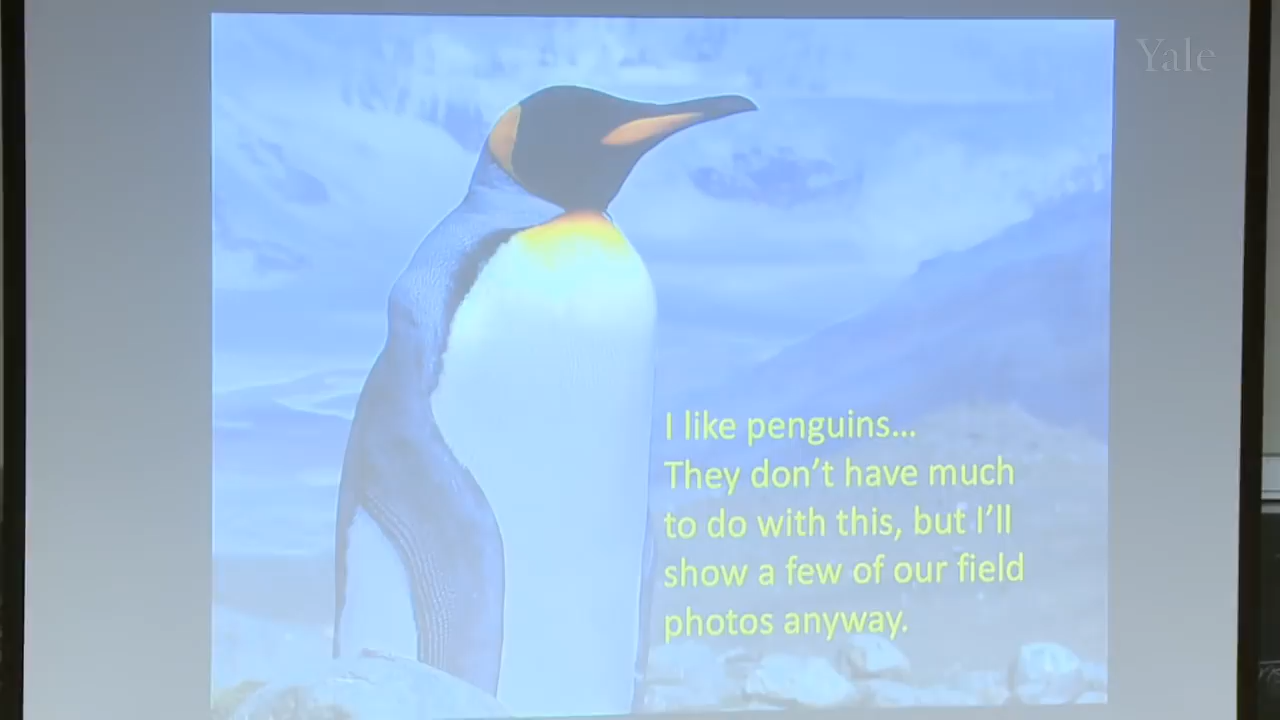 Yale
I like penguins...
They don't have much
to do with this, but I'll
show a few of our field
photos anyway.